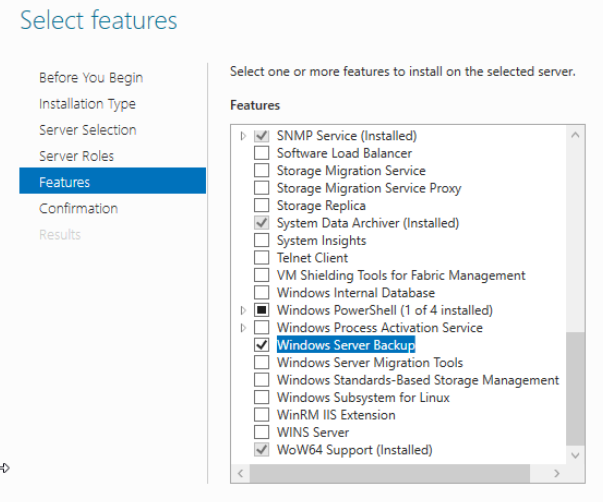 Select features
Before You Begin
Installation Type
Server Selection
Server Roles
Features
Confirmation
Results
Select one or more features to install on the selected server.
Features
SNMP Service (Installed)
Software Load Balancer
Storage Migration Service
Storage Migration Service Proxy
Storage Replica
System Data Archiver (Installed)
System Insights
Telnet Client
VM Shielding Tools for Fabric Management
Windows Internal Database
Windows PowerShell (1 of 4 installed)
Windows Process Activation Service
Windows Server Backup
Windows Server Migration Tools
Windows Standards-Based Storage Management
Windows Subsystem for Linux
WinRM IIS Extension
WINS Server
WoW64 Support (Installed)